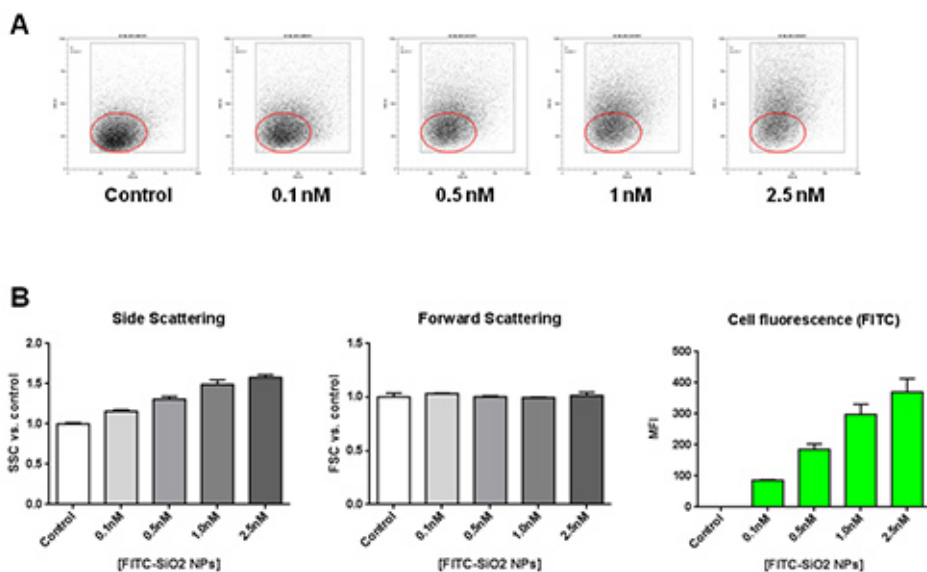 A
Control
0.1 nM
0.5 nM
1 nM
2.5 nM
B
Side Scattering
SSC vs. control
2.0
1.5
1.0
0.5
0.0
Control
0.1nM
0.5nM
1.0nM
2.5nM
[FITC-SiO2 NPs]
Forward Scattering
FSC vs. control
1.5
1.0
0.5
0.0
Control
0.1nM
0.5nM
1.0nM
2.5nM
[FITC-SiO2 NPs]
Cell fluorescence (FITC)
MFI
500
400
300
200
100
0
Control
0.1nM
0.5nM
1.0nM
2.5nM
[FITC-SiO2 NPs]